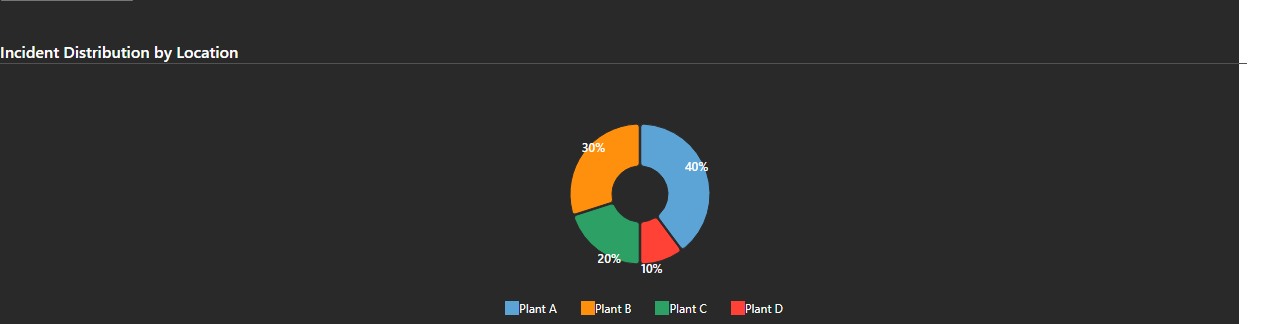 Incident Distribution by Location
30%
40%
20%
10%
Plant A
Plant B
Plant C
Plant D